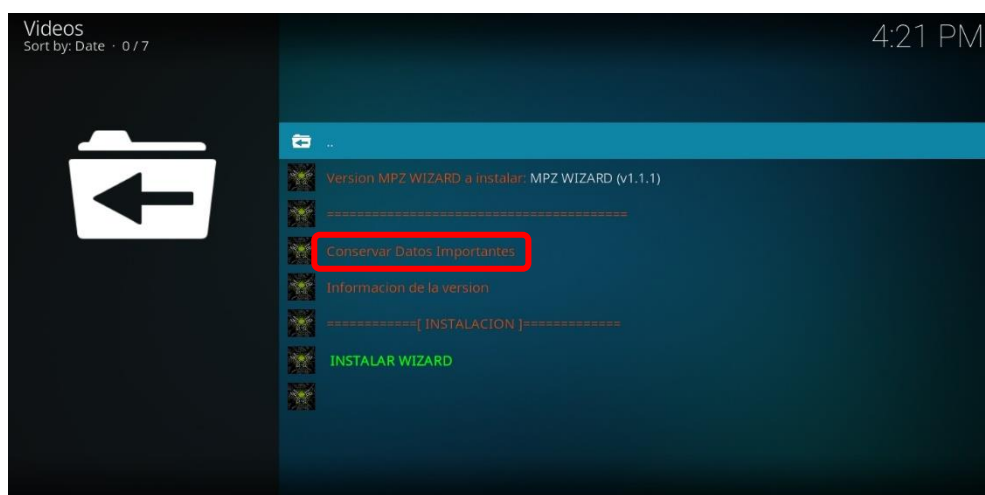 Videos
Sort by: Date · 0 / 7
4:21 PM
..
Version MPZ WIZARD a instalar: MPZ WIZARD (v1.1.1)
========================================
Conservar Datos Importantes
Informacion de la version
============[ INSTALACION ]=============
INSTALAR WIZARD